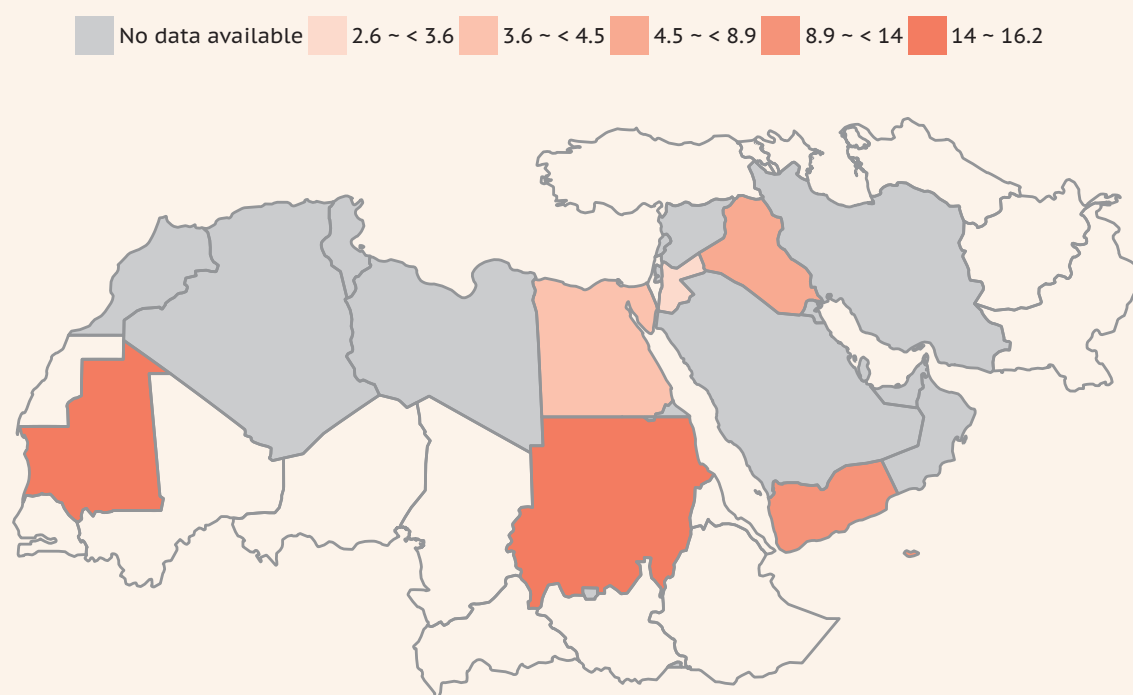 No data available 2.6 ~ < 3.6 3.6 ~ < 4.5 4.5 ~ < 8.9 8.9 ~ < 14 14 ~ 16.2